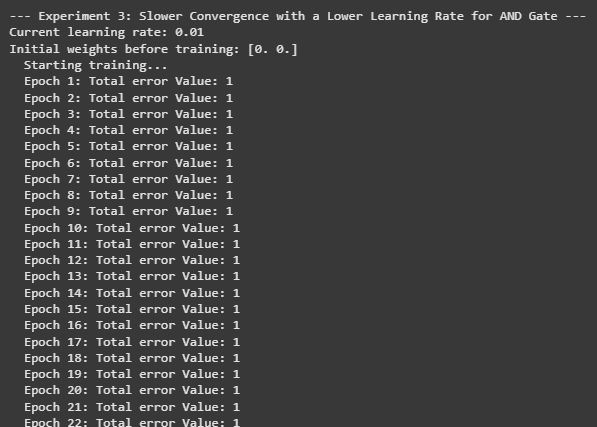 --- Experiment 3: Slower Convergence with a Lower Learning Rate for AND Gate ---
Current learning rate: 0.01
Initial weights before training: [0. 0.]
Starting training...
Epoch 1: Total error Value: 1
Epoch 2: Total error Value: 1
Epoch 3: Total error Value: 1
Epoch 4: Total error Value: 1
Epoch 5: Total error Value: 1
Epoch 6: Total error Value: 1
Epoch 7: Total error Value: 1
Epoch 8: Total error Value: 1
Epoch 9: Total error Value: 1
Epoch 10: Total error Value: 1
Epoch 11: Total error Value: 1
Epoch 12: Total error Value: 1
Epoch 13: Total error Value: 1
Epoch 14: Total error Value: 1
Epoch 15: Total error Value: 1
Epoch 16: Total error Value: 1
Epoch 17: Total error Value: 1
Epoch 18: Total error Value: 1
Epoch 19: Total error Value: 1
Epoch 20: Total error Value: 1
Epoch 21: Total error Value: 1
Epoch 22: Total error Value: 1